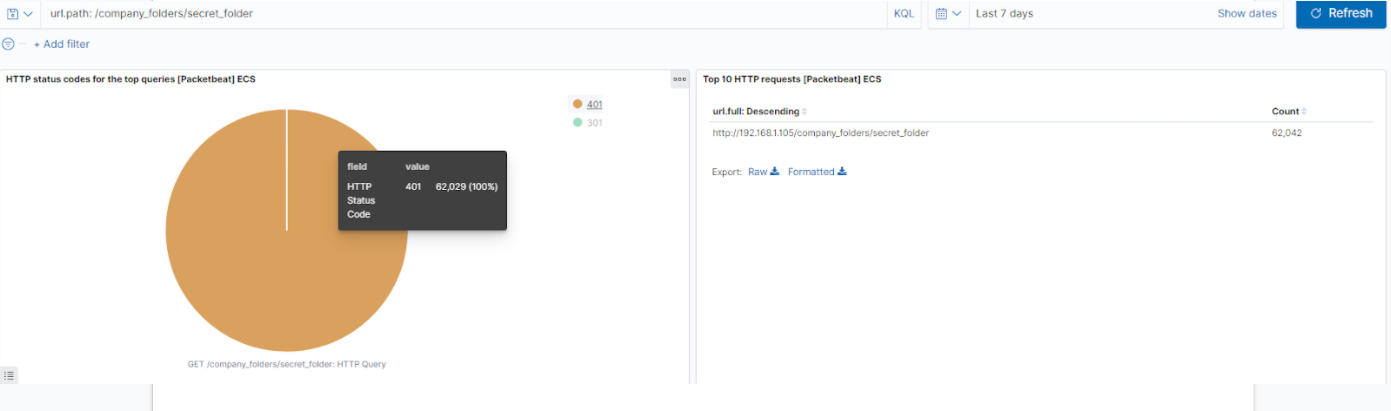 url.path: /company_folders/secret_folder KQL Last 7 days Show dates Refresh
+ Add filter
HTTP status codes for the top queries [Packetbeat] ECS
401
301
field value
HTTP Status Code 401 62,029 (100%)
GET /company_folders/secret_folder: HTTP Query
Top 10 HTTP requests [Packetbeat] ECS
url.full: Descending Count
http://192.168.1.105/company_folders/secret_folder 62,042
Export: Raw Formatted